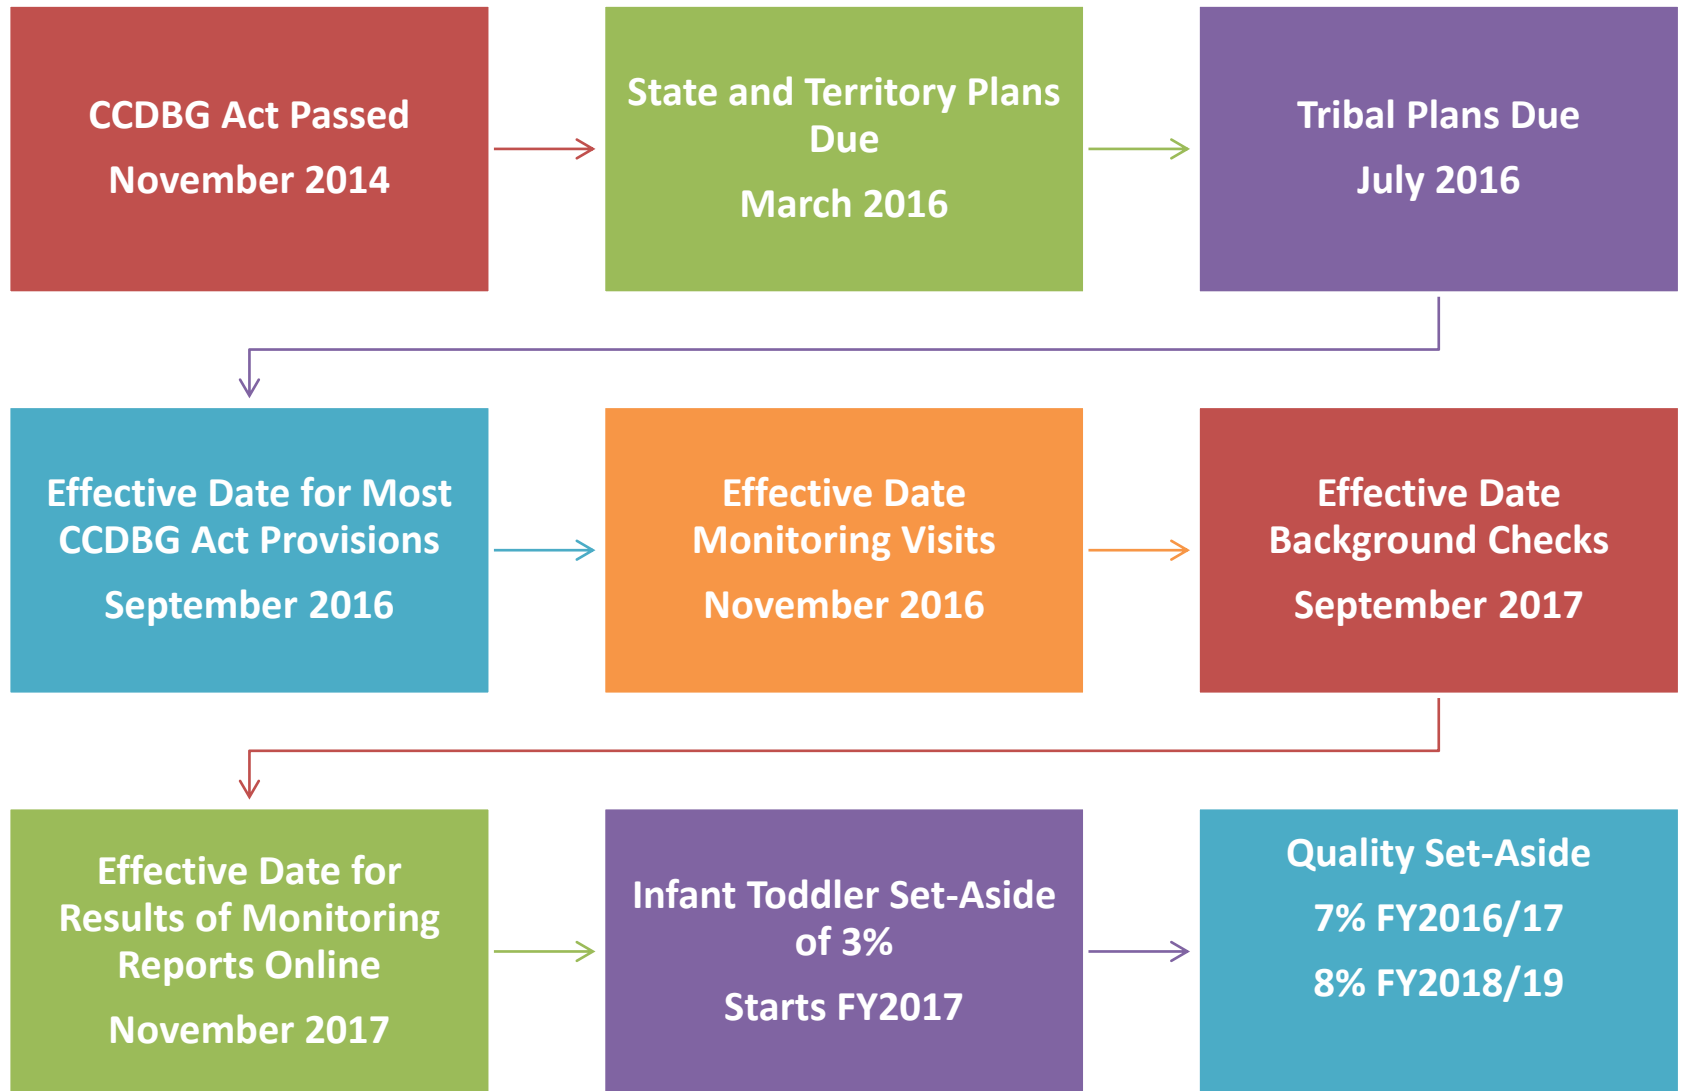 CCDBG Act Passed
November 2014
State and Territory Plans
Due
March 2016
Tribal Plans Due
July 2016
Effective Date for Most
CCDBG Act Provisions
September 2016
Effective Date
Monitoring Visits
November 2016
Effective Date
Background Checks
September 2017
Effective Date for
Results of Monitoring
Reports Online
November 2017
Infant Toddler Set-Aside
of 3%
Starts FY2017
Quality Set-Aside
7% FY2016/17
8% FY2018/19